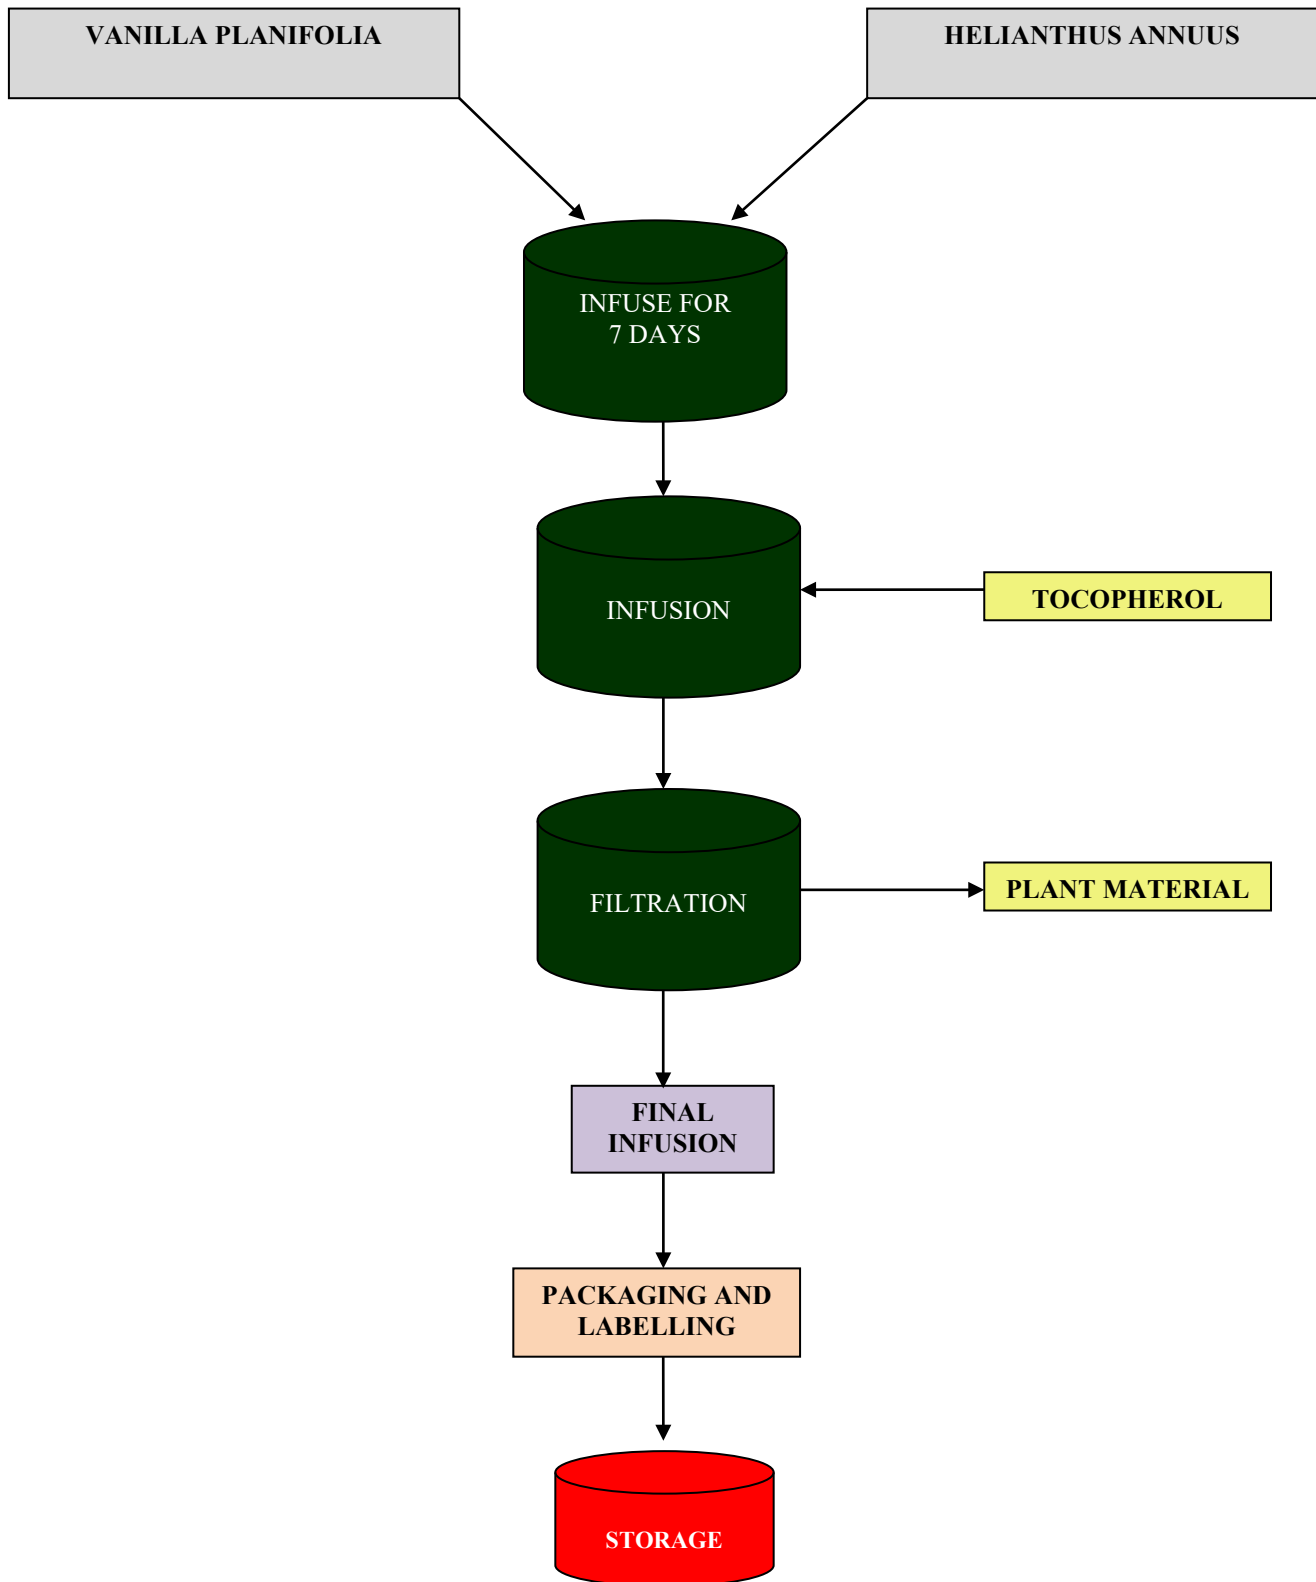 VANILLA PLANIFOLIA
HELIANTHUS ANNUUS
INFUSE FOR
7 DAYS
INFUSION
TOCOPHEROL
FILTRATION
PLANT MATERIAL
FINAL
INFUSION
PACKAGING AND
LABELLING
STORAGE